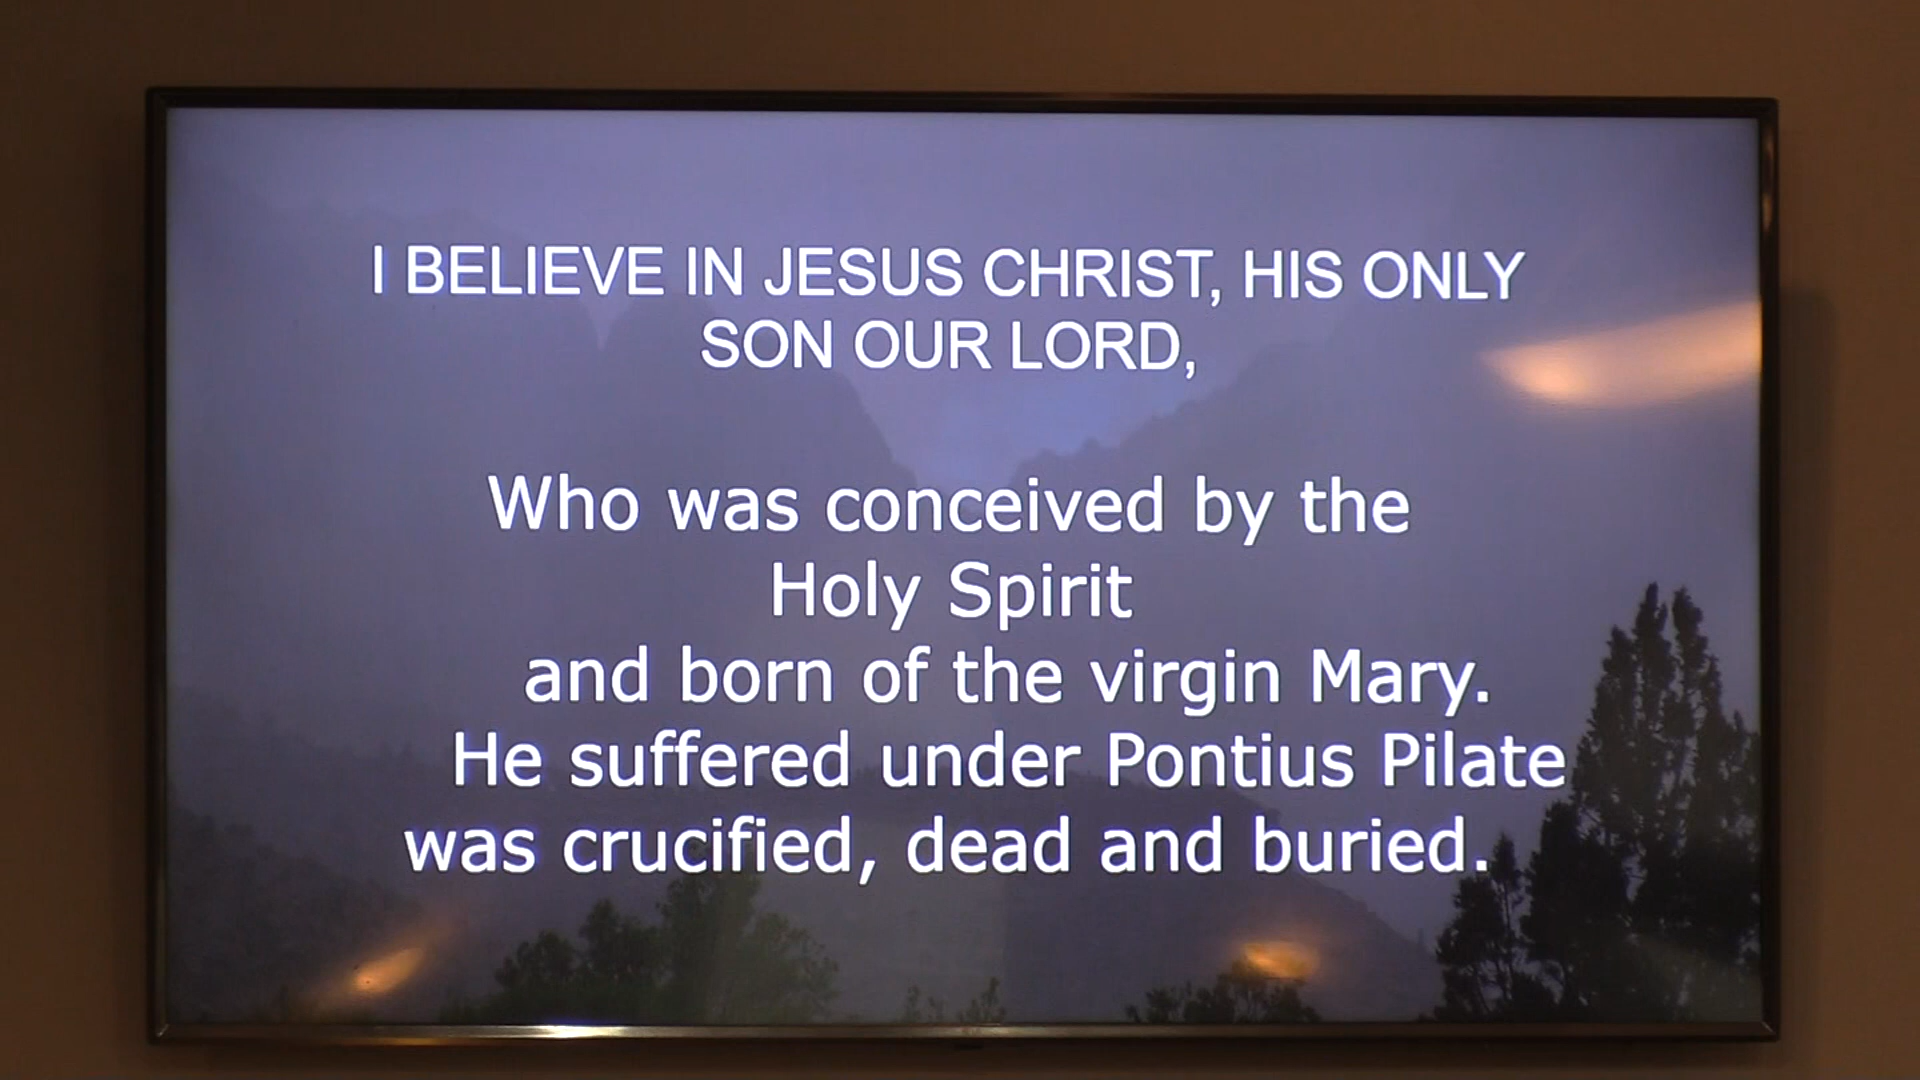 I BELIEVE IN JESUS CHRIST, HIS ONLY
SON OUR LORD,
Who was conceived by the
Holy Spirit
and born of the virgin Mary.
He suffered under Pontius Pilate
was crucified, dead and buried.